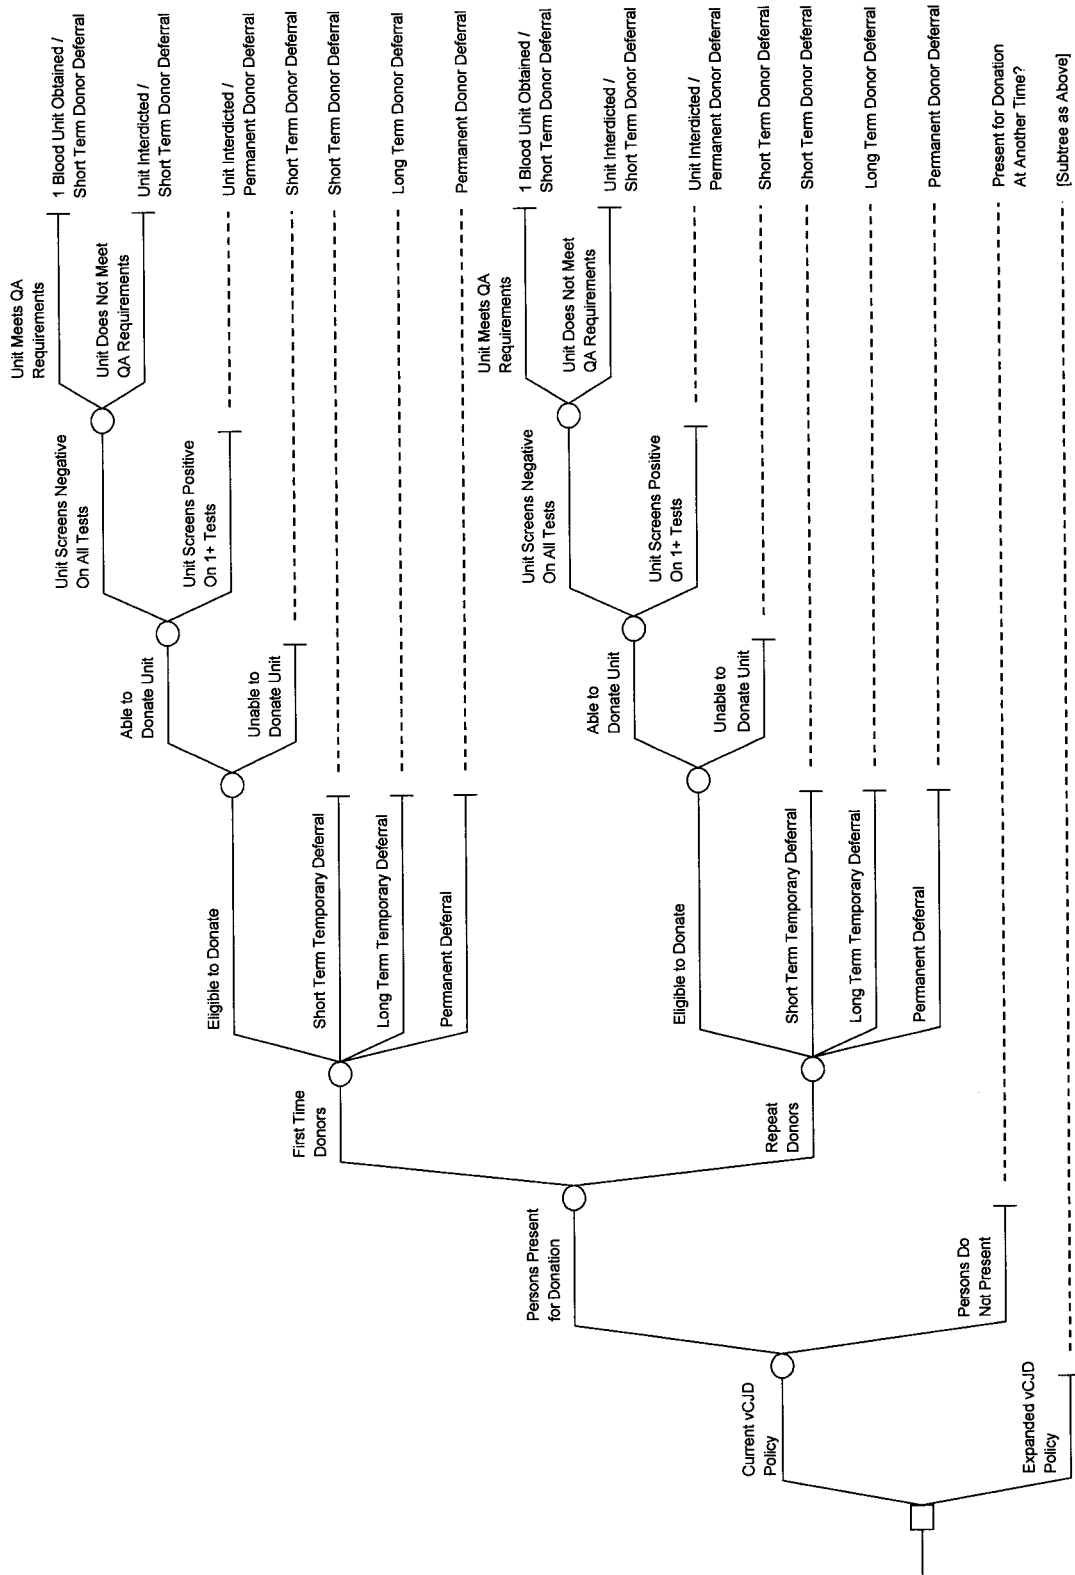 Unit Meets QA
Requirements
1 Blood Unit Obtained /
Short Term Donor Deferral
Unit Screens Negative
On All Tests
Unit Does Not Meet
QA Requirements
Unit Interdicted /
Short Term Donor Deferral
Able to
Donate Unit
Unit Screens Positive
On 1+ Tests
Unit Interdicted /
Permanent Donor Deferral
Eligible to Donate
Unable to
Donate Unit
Short Term Donor Deferral
First Time
Donors
Short Term Temporary Deferral
Short Term Donor Deferral
Long Term Temporary Deferral
Long Term Donor Deferral
Permanent Deferral
Permanent Donor Deferral
Unit Meets QA
Requirements
1 Blood Unit Obtained /
Short Term Donor Deferral
Persons Present
for Donation
Unit Screens Negative
On All Tests
Unit Does Not Meet
QA Requirements
Unit Interdicted /
Short Term Donor Deferral
Able to
Donate Unit
Unit Screens Positive
On 1+ Tests
Unit Interdicted /
Permanent Donor Deferral
Eligible to Donate
Unable to
Donate Unit
Short Term Donor Deferral
Current vCJD
Policy
Repeat
Donors
Short Term Temporary Deferral
Short Term Donor Deferral
Long Term Temporary Deferral
Long Term Donor Deferral
Permanent Deferral
Permanent Donor Deferral
Persons Do
Not Present
Present for Donation
At Another Time?
Expanded vCJD
Policy
[Subtree as Above]